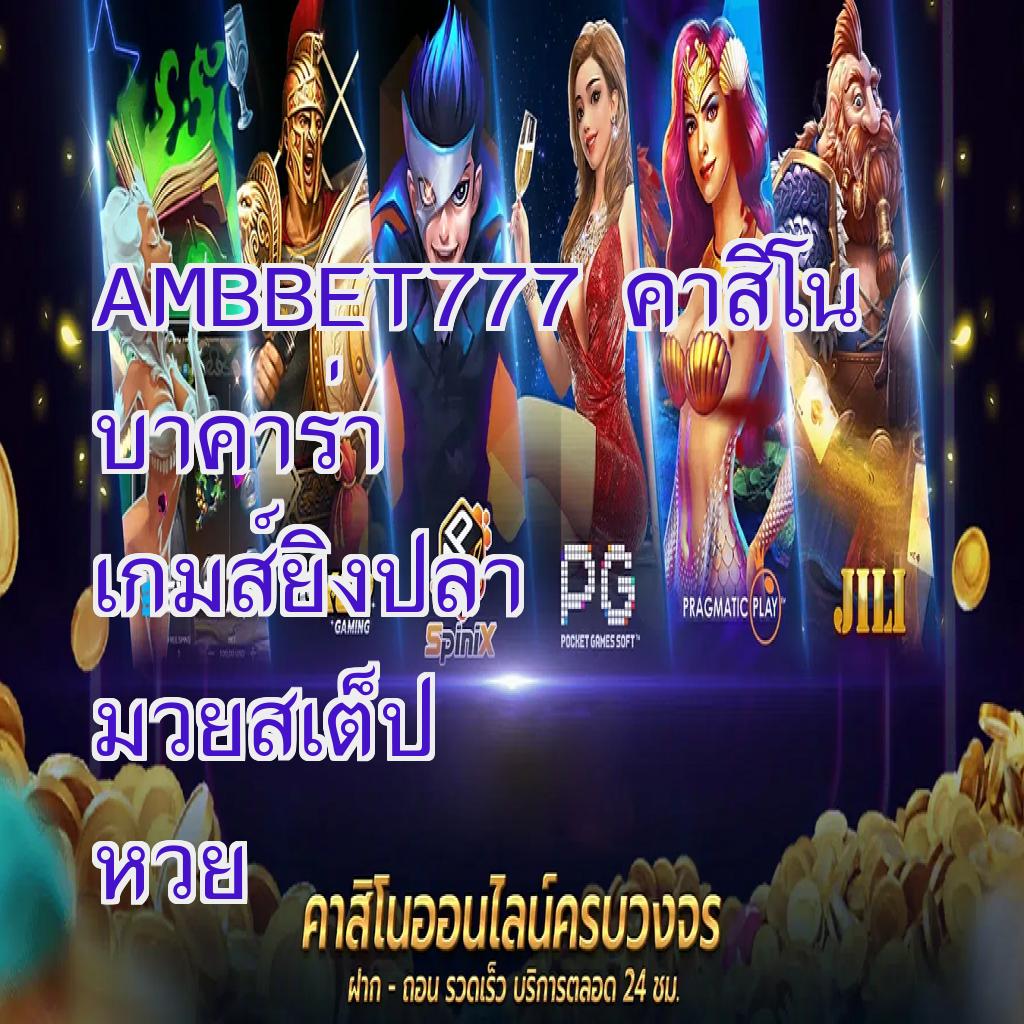 AMBBET777 คาสิโน
บาคาร่า
เกมส์ยิงปลา
มวยสเต็ป
หวย
GAMING
SpiniX
PG
POCKET GAMES SOFT™
PRAGMATIC PLAY™
JILI
คาสิโนออนไลน์ครบวงจร
ฝาก - ถอน รวดเร็ว บริการตลอด 24 ชม.